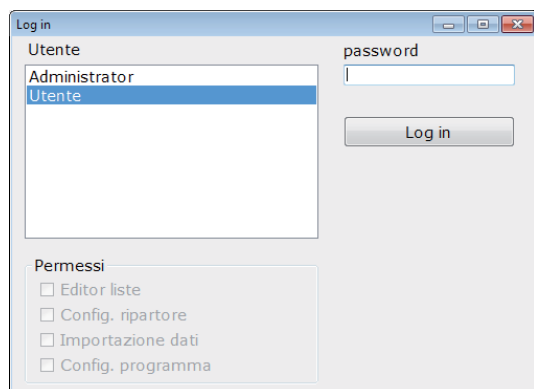 Log in
Utente
password
Administrator
Utente
Log in
Permessi
Editor liste
Config. ripartore
Importazione dati
Config. programma